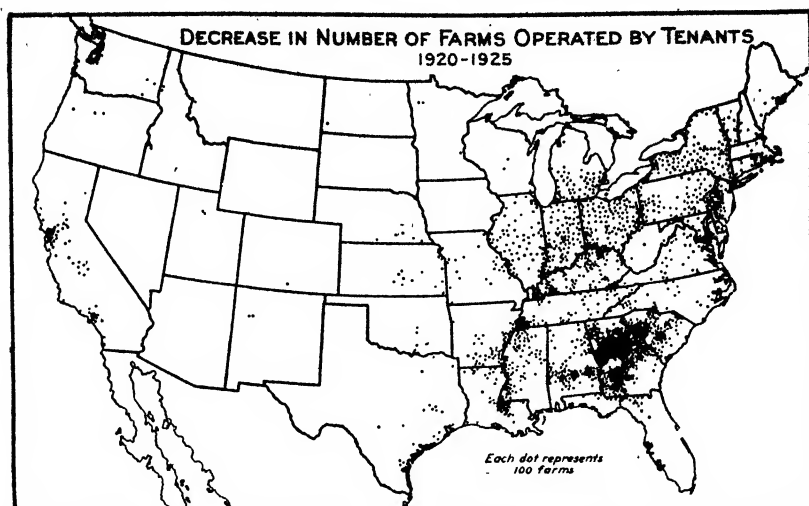 DECREASE IN NUMBER OF FARMS OPERATED BY TENANTS
1920-1925
Each dot represents
100 farms